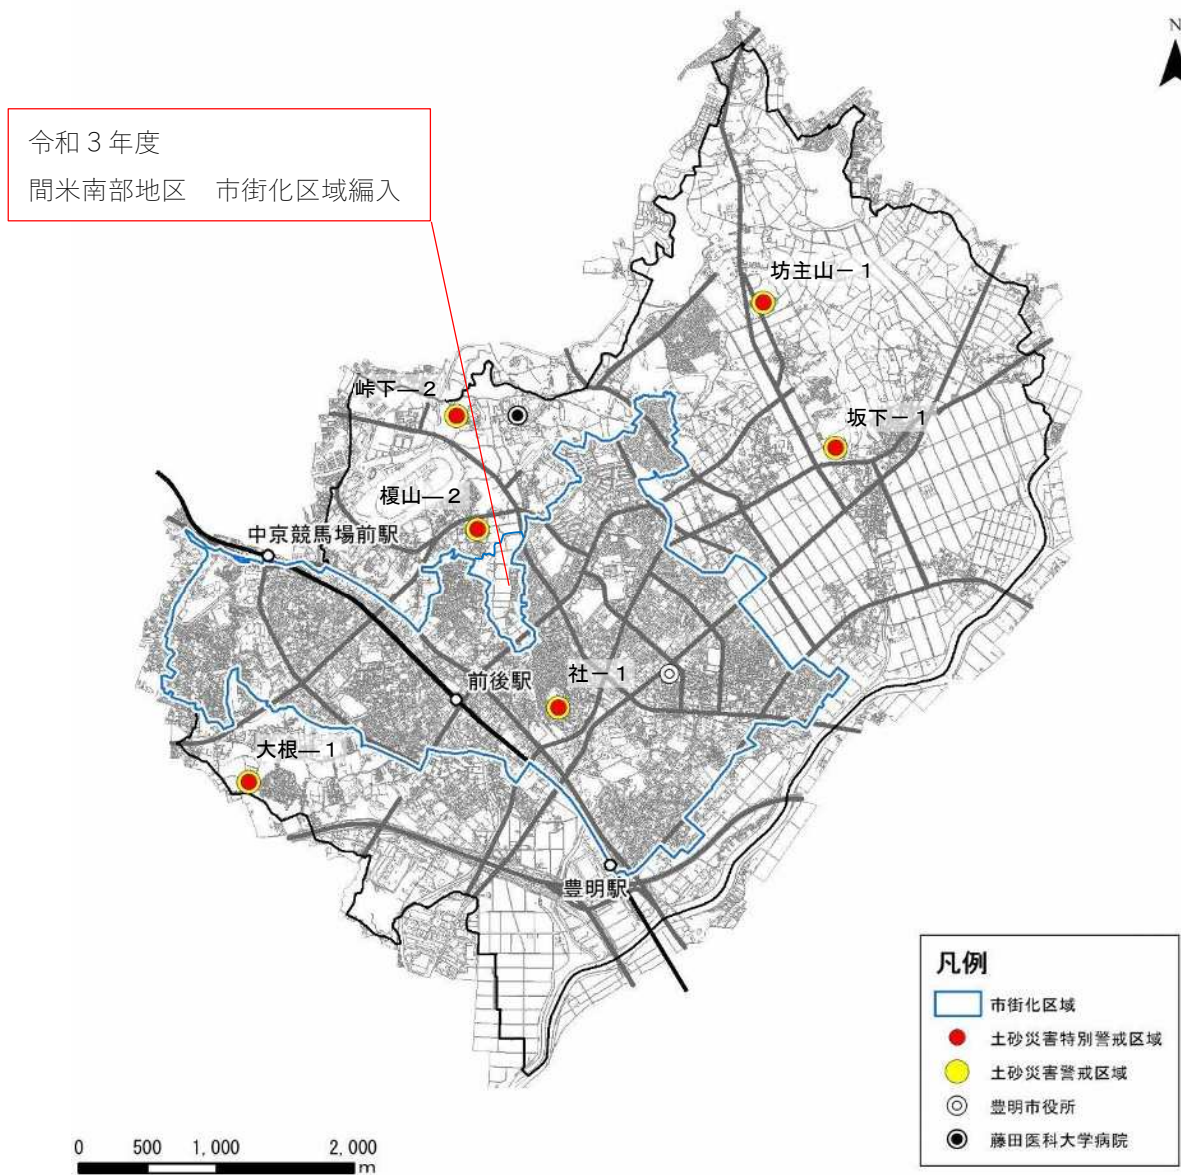 N
令和３年度
間米南部地区　市街化区域編入
坊主山－１
峠下－２
坂下－１
榎山－２
中京競馬場前駅
社－１
前後駅
大根－１
豊明駅
凡例
市街化区域
土砂災害特別警戒区域
土砂災害警戒区域
豊明市役所
藤田医科大学病院
0 500 1,000 2,000
m